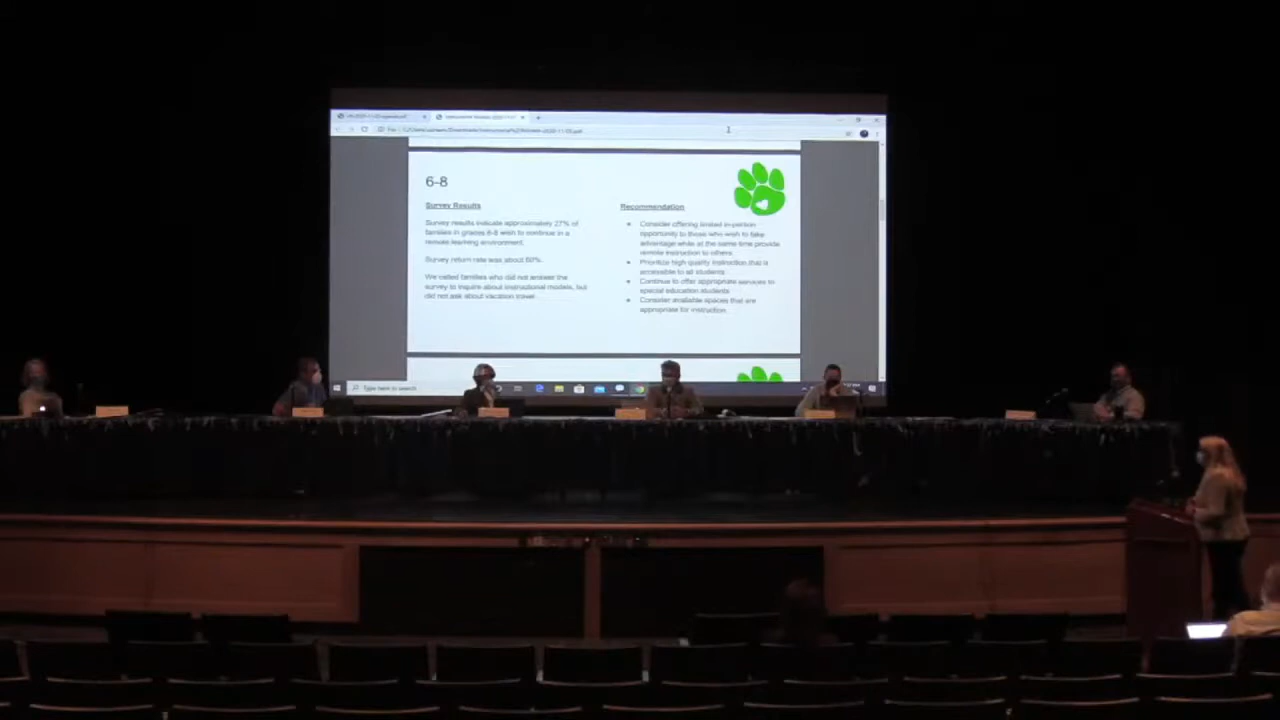 6-8
Survey Results
Survey results indicate approximately 27% of
families in grades 6-8 wish to continue in a
remote learning environment.
Survey return rate was about 60%.
We called families who did not answer the
survey to inquire about instructional models, but
did not ask about vacation travel.
Recommendation
• Consider offering limited in-person
opportunity to those who wish to take
advantage while at the same time provide
remote instruction to others.
• Prioritize high quality instruction that is
accessible to all students
• Continue to offer appropriate services to
special education students
• Consider available spaces that are
appropriate for instruction.
Type here to search